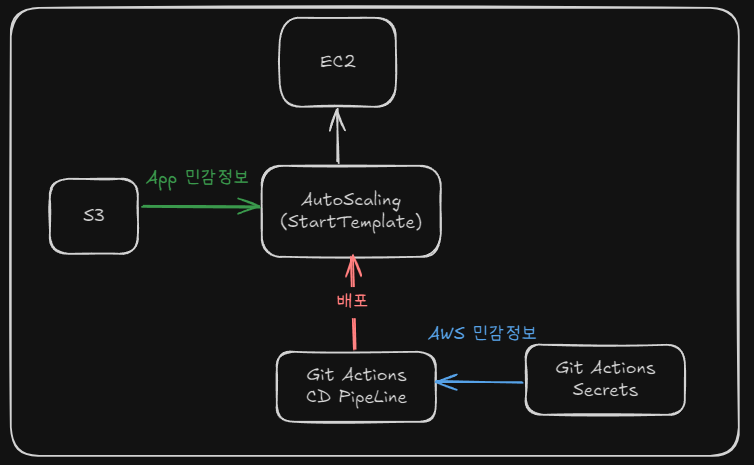 EC2
App 민감정보
AutoScaling
(StartTemplate)
S3
배포
AWS 민감정보
Git Actions
CD PipeLine
Git Actions
Secrets